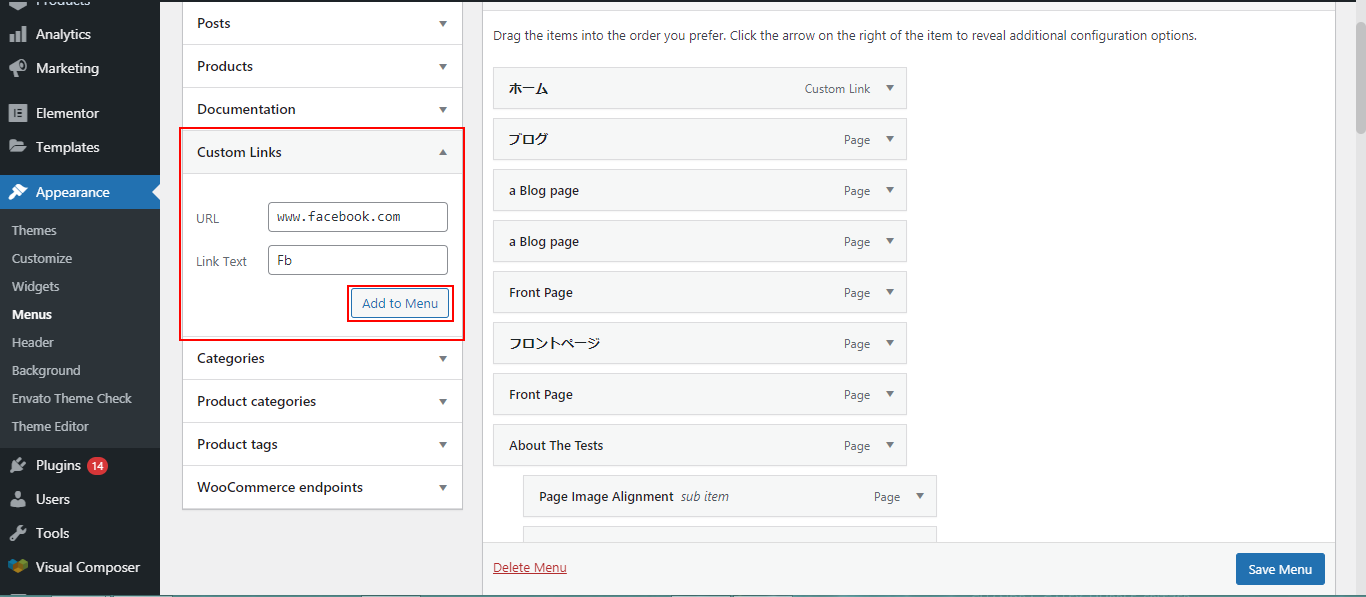 Products
Analytics
Marketing
Elementor
Templates
Appearance
Themes
Customize
Widgets
Menus
Header
Background
Envato Theme Check
Theme Editor
Plugins 14
Users
Tools
Visual Composer
Posts
Products
Documentation
Custom Links
URL www.facebook.com
Link Text Fb
Add to Menu
Categories
Product categories
Product tags
WooCommerce endpoints
Drag the items into the order you prefer. Click the arrow on the right of the item to reveal additional configuration options.
ホーム Custom Link
ブログ Page
a Blog page Page
a Blog page Page
Front Page Page
フロントページ Page
Front Page Page
About The Tests Page
Page Image Alignment sub item Page
Delete Menu Save Menu